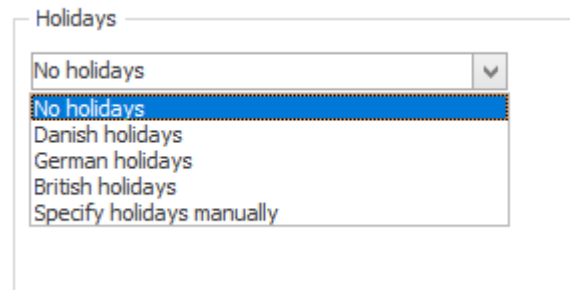 Holidays
No holidays
No holidays
Danish holidays
German holidays
British holidays
Specify holidays manually